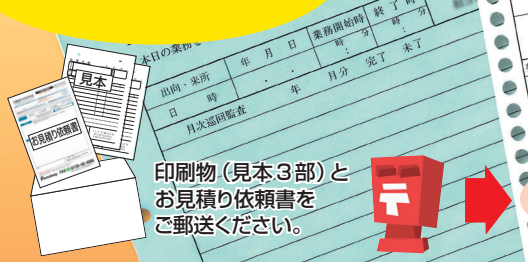 本日の業務
出向・来所
年 月 日
業務開始時
終 了 時
日 時
・ ・
時 分
:
時 分
:
月次巡回監査
年 月分 完了 未了
見本
お見積り依頼書
印刷物（見本3部）と
お見積り依頼書を
ご郵送ください。
〒